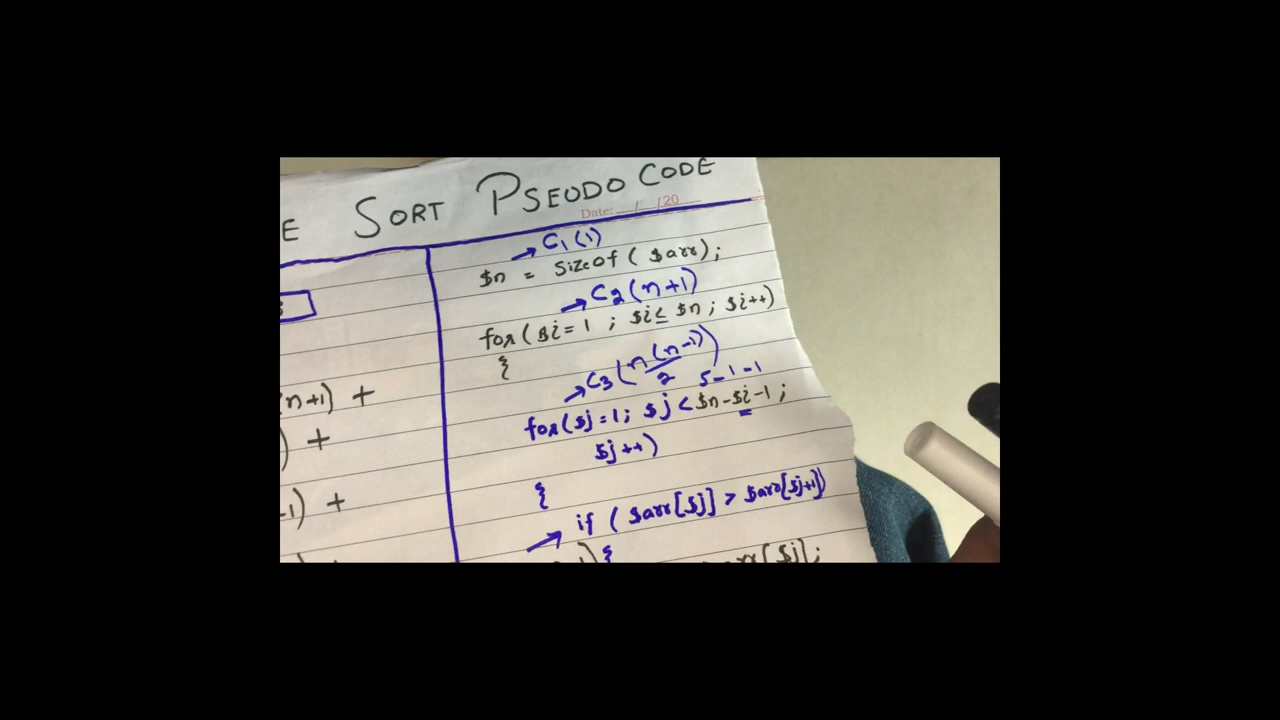 E SORT PSEUDO CODE
Date: / /20
C1(1)
$n = Sizeof ( $arr);
C2(n+1)
for($i=1 ; $i≤ $n ; $i++)
{
C3(n(n-1)/2)
5-1-1
for($j=1; $j<$n-$i-1 ;
$j++)
{
if ( $arr[$j] > $arr[$j+1])
{
arr[$j];
(n+1) +
) +
-1) +